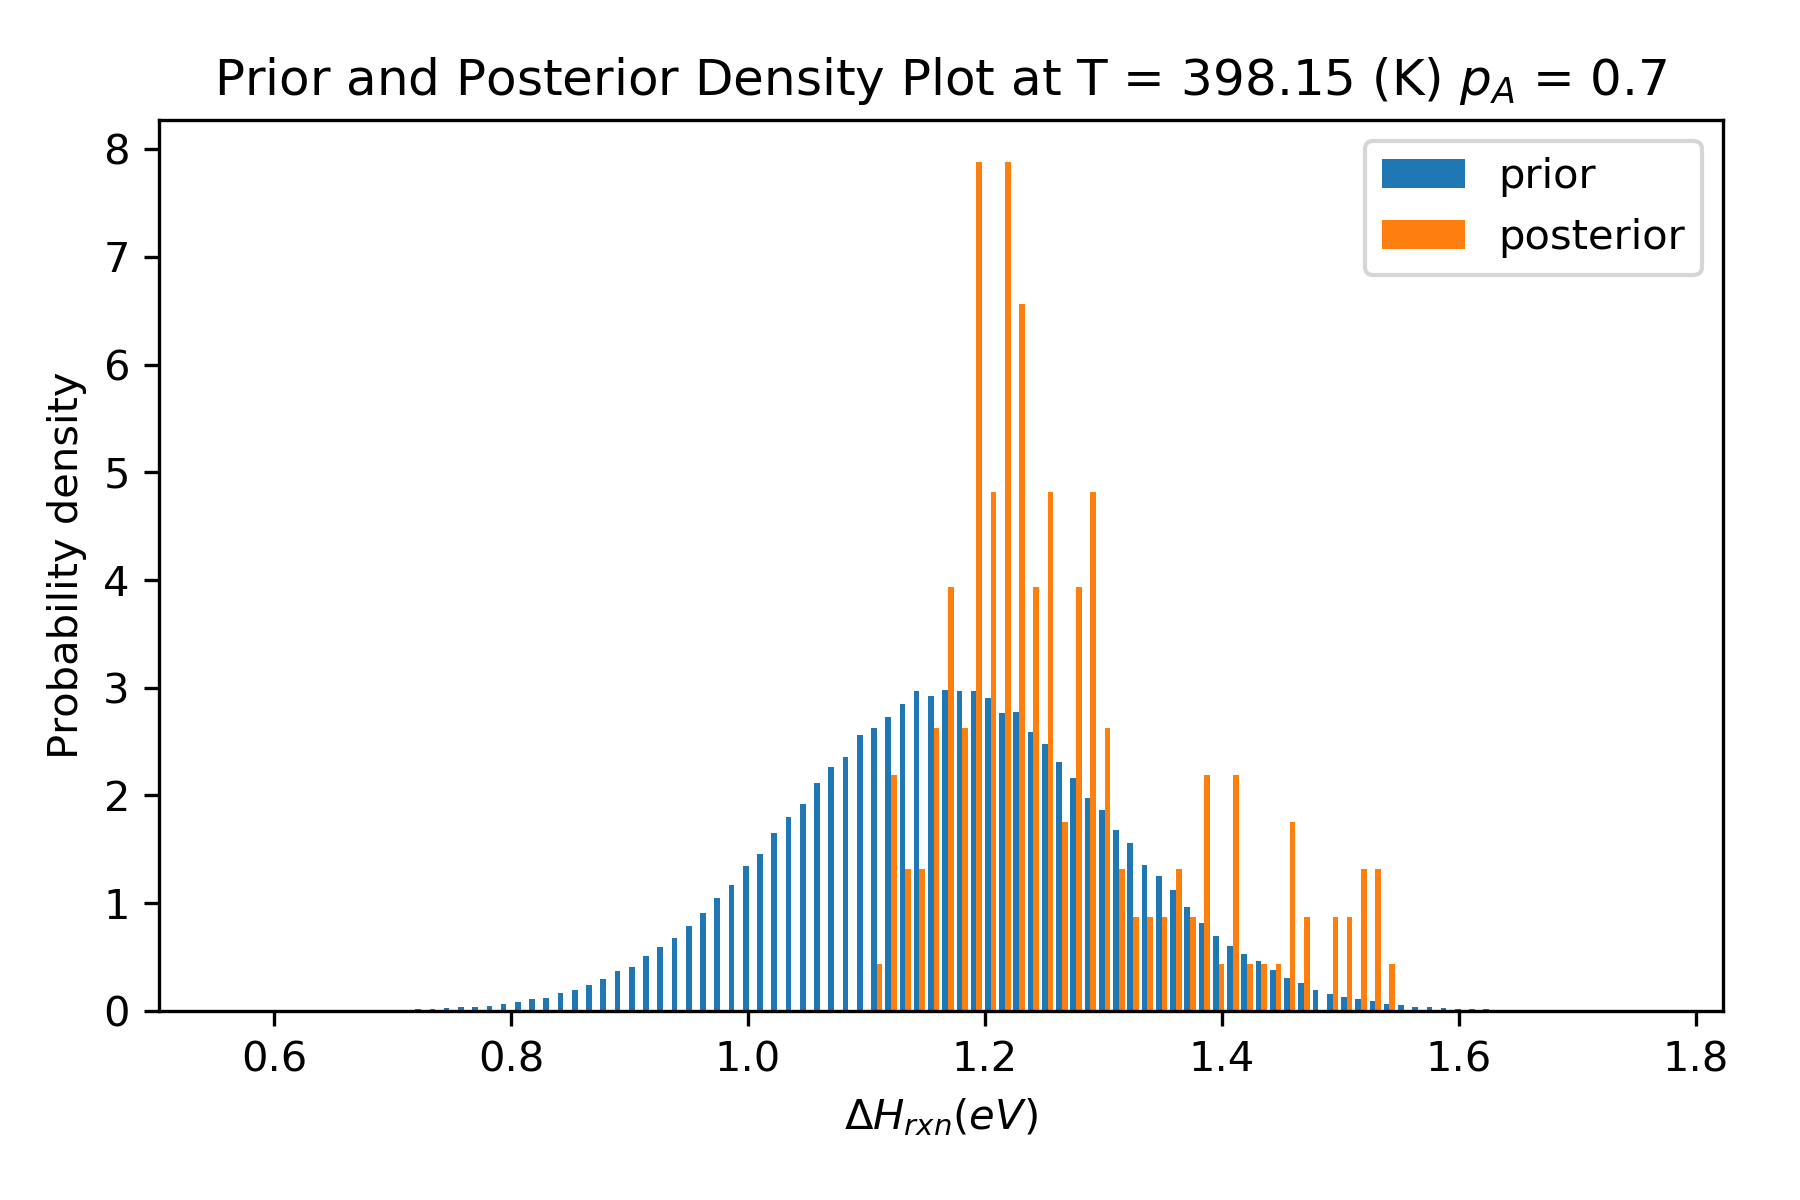 Prior and Posterior Density Plot at T = 398.15 (K) p_A = 0.7
prior
posterior
Probability density
8
7
6
5
4
3
2
1
0
0.6 0.8 1.0 1.2 1.4 1.6 1.8
ΔH_rxn(eV)